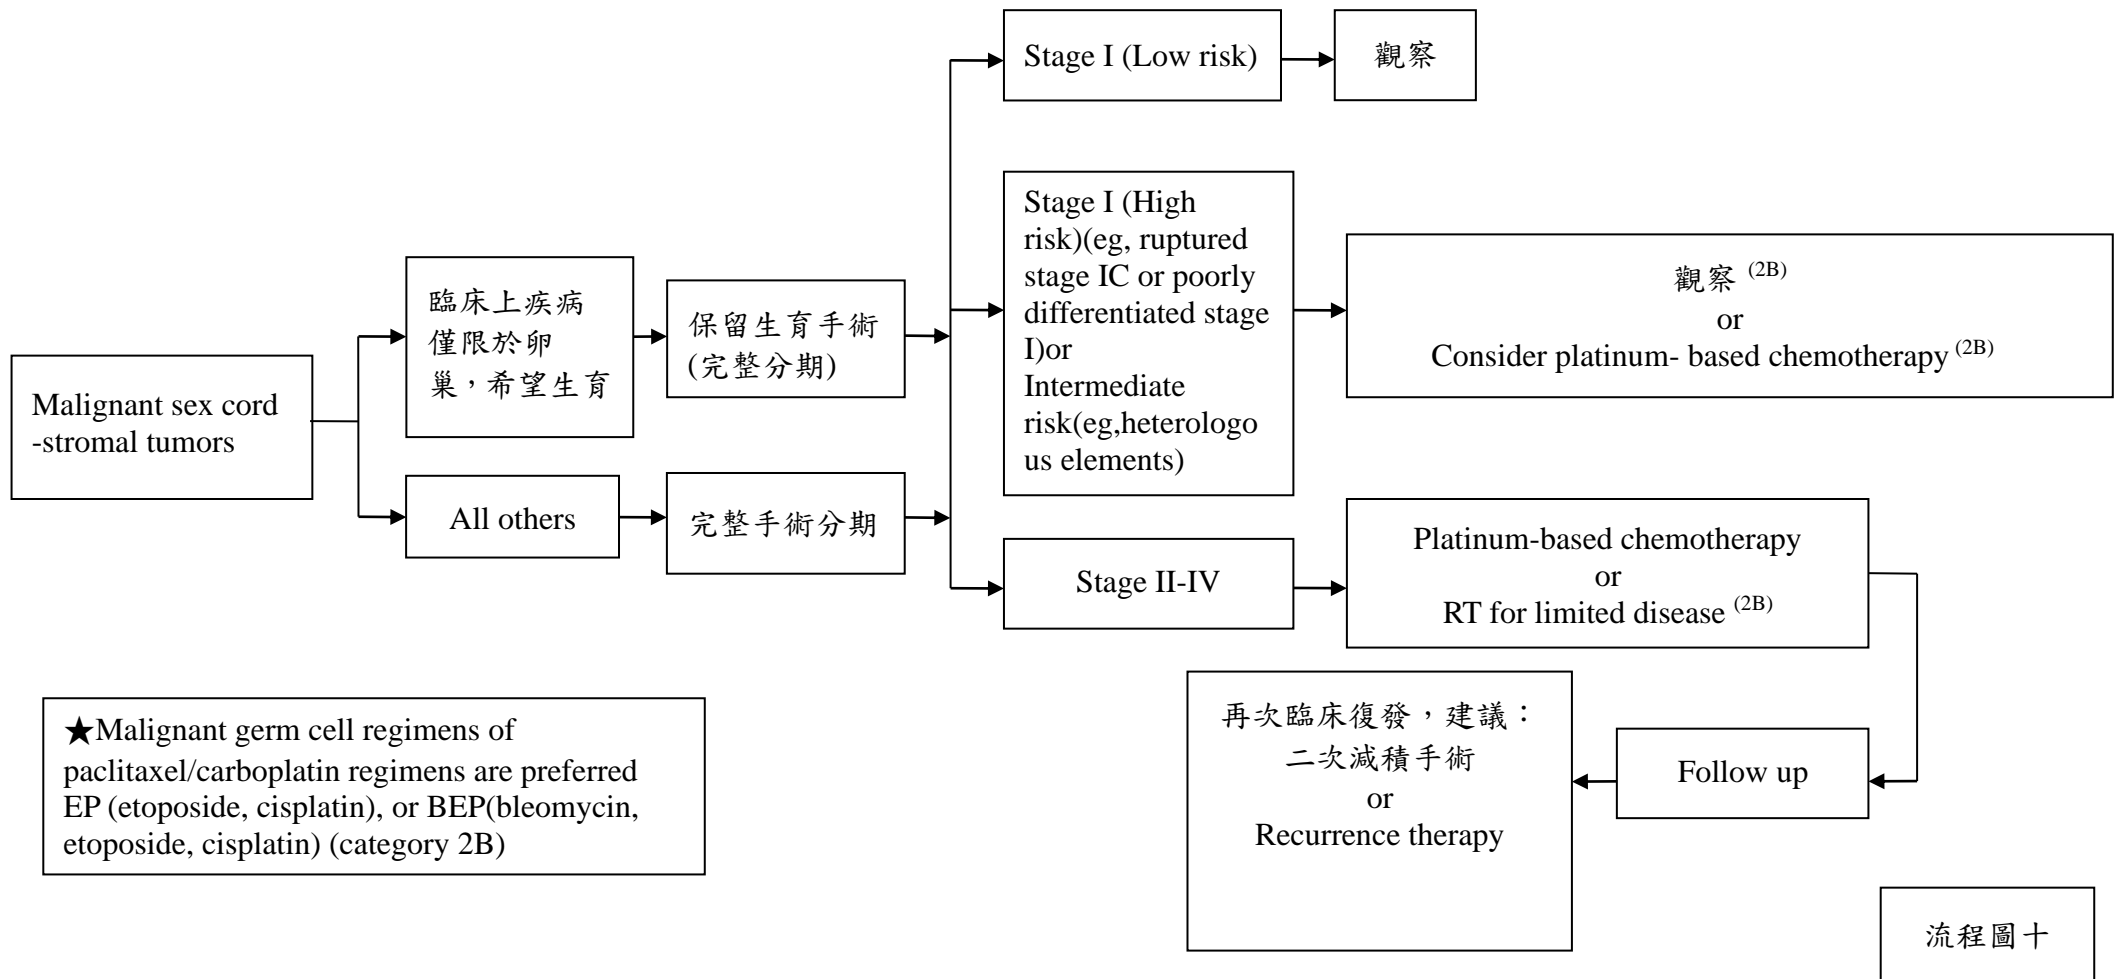 Malignant sex cord
-stromal tumors
臨床上疾病
僅限於卵
巢，希望生育
保留生育手術
(完整分期)
All others
完整手術分期
Stage I (Low risk)
觀察
Stage I (High
risk)(eg, ruptured
stage IC or poorly
differentiated stage
I)or
Intermediate
risk(eg,heterologo
us elements)
觀察 (2B)
or
Consider platinum- based chemotherapy (2B)
Stage II-IV
Platinum-based chemotherapy
or
RT for limited disease (2B)
Follow up
再次臨床復發，建議：
二次減積手術
or
Recurrence therapy
★Malignant germ cell regimens of
paclitaxel/carboplatin regimens are preferred
EP (etoposide, cisplatin), or BEP(bleomycin,
etoposide, cisplatin) (category 2B)
流程圖十